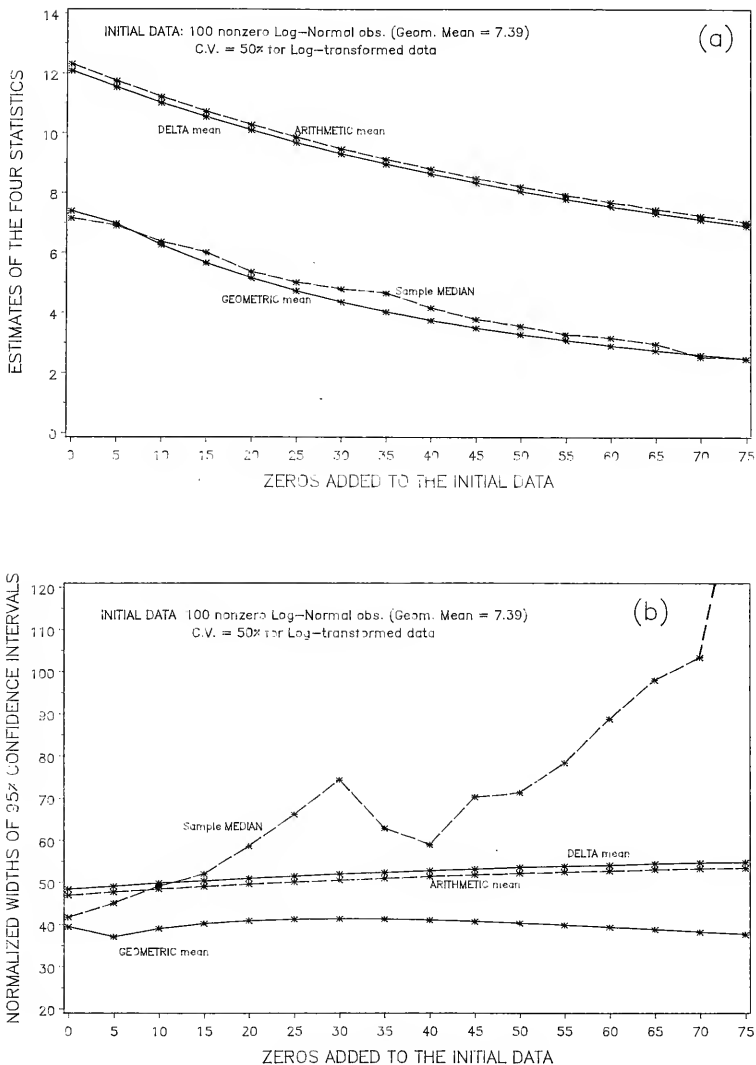 INITIAL DATA: 100 nonzero Log-Normal obs. (Geom. Mean = 7.39)
C.V. = 50% for Log-transformed data
(a)
ESTIMATES OF THE FOUR STATISTICS
14
12
10
8
6
4
2
0
DELTA mean
ARITHMETIC mean
Sample MEDIAN
GEOMETRIC mean
0 5 10 15 20 25 30 35 40 45 50 55 60 65 70 75
ZEROS ADDED TO THE INITIAL DATA
INITIAL DATA 100 nonzero Log-Normal obs. (Geom. Mean = 7.39)
C.V. = 50% for Log-transformed data
(b)
NORMALIZED WIDTHS OF 95% CONFIDENCE INTERVALS
120
110
100
90
80
70
60
50
40
30
20
Sample MEDIAN
DELTA mean
ARITHMETIC mean
GEOMETRIC mean
0 5 10 15 20 25 30 35 40 45 50 55 60 65 70 75
ZEROS ADDED TO THE INITIAL DATA